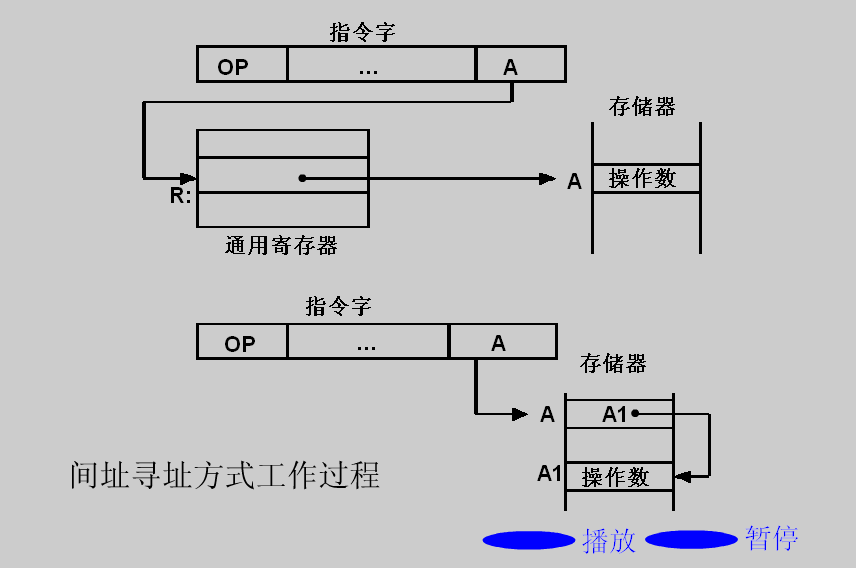 指令字
OP ... A
存储器
R:
A 操作数
通用寄存器
指令字
OP ... A
存储器
A A1
A1 操作数
间址寻址方式工作过程
播放 暂停